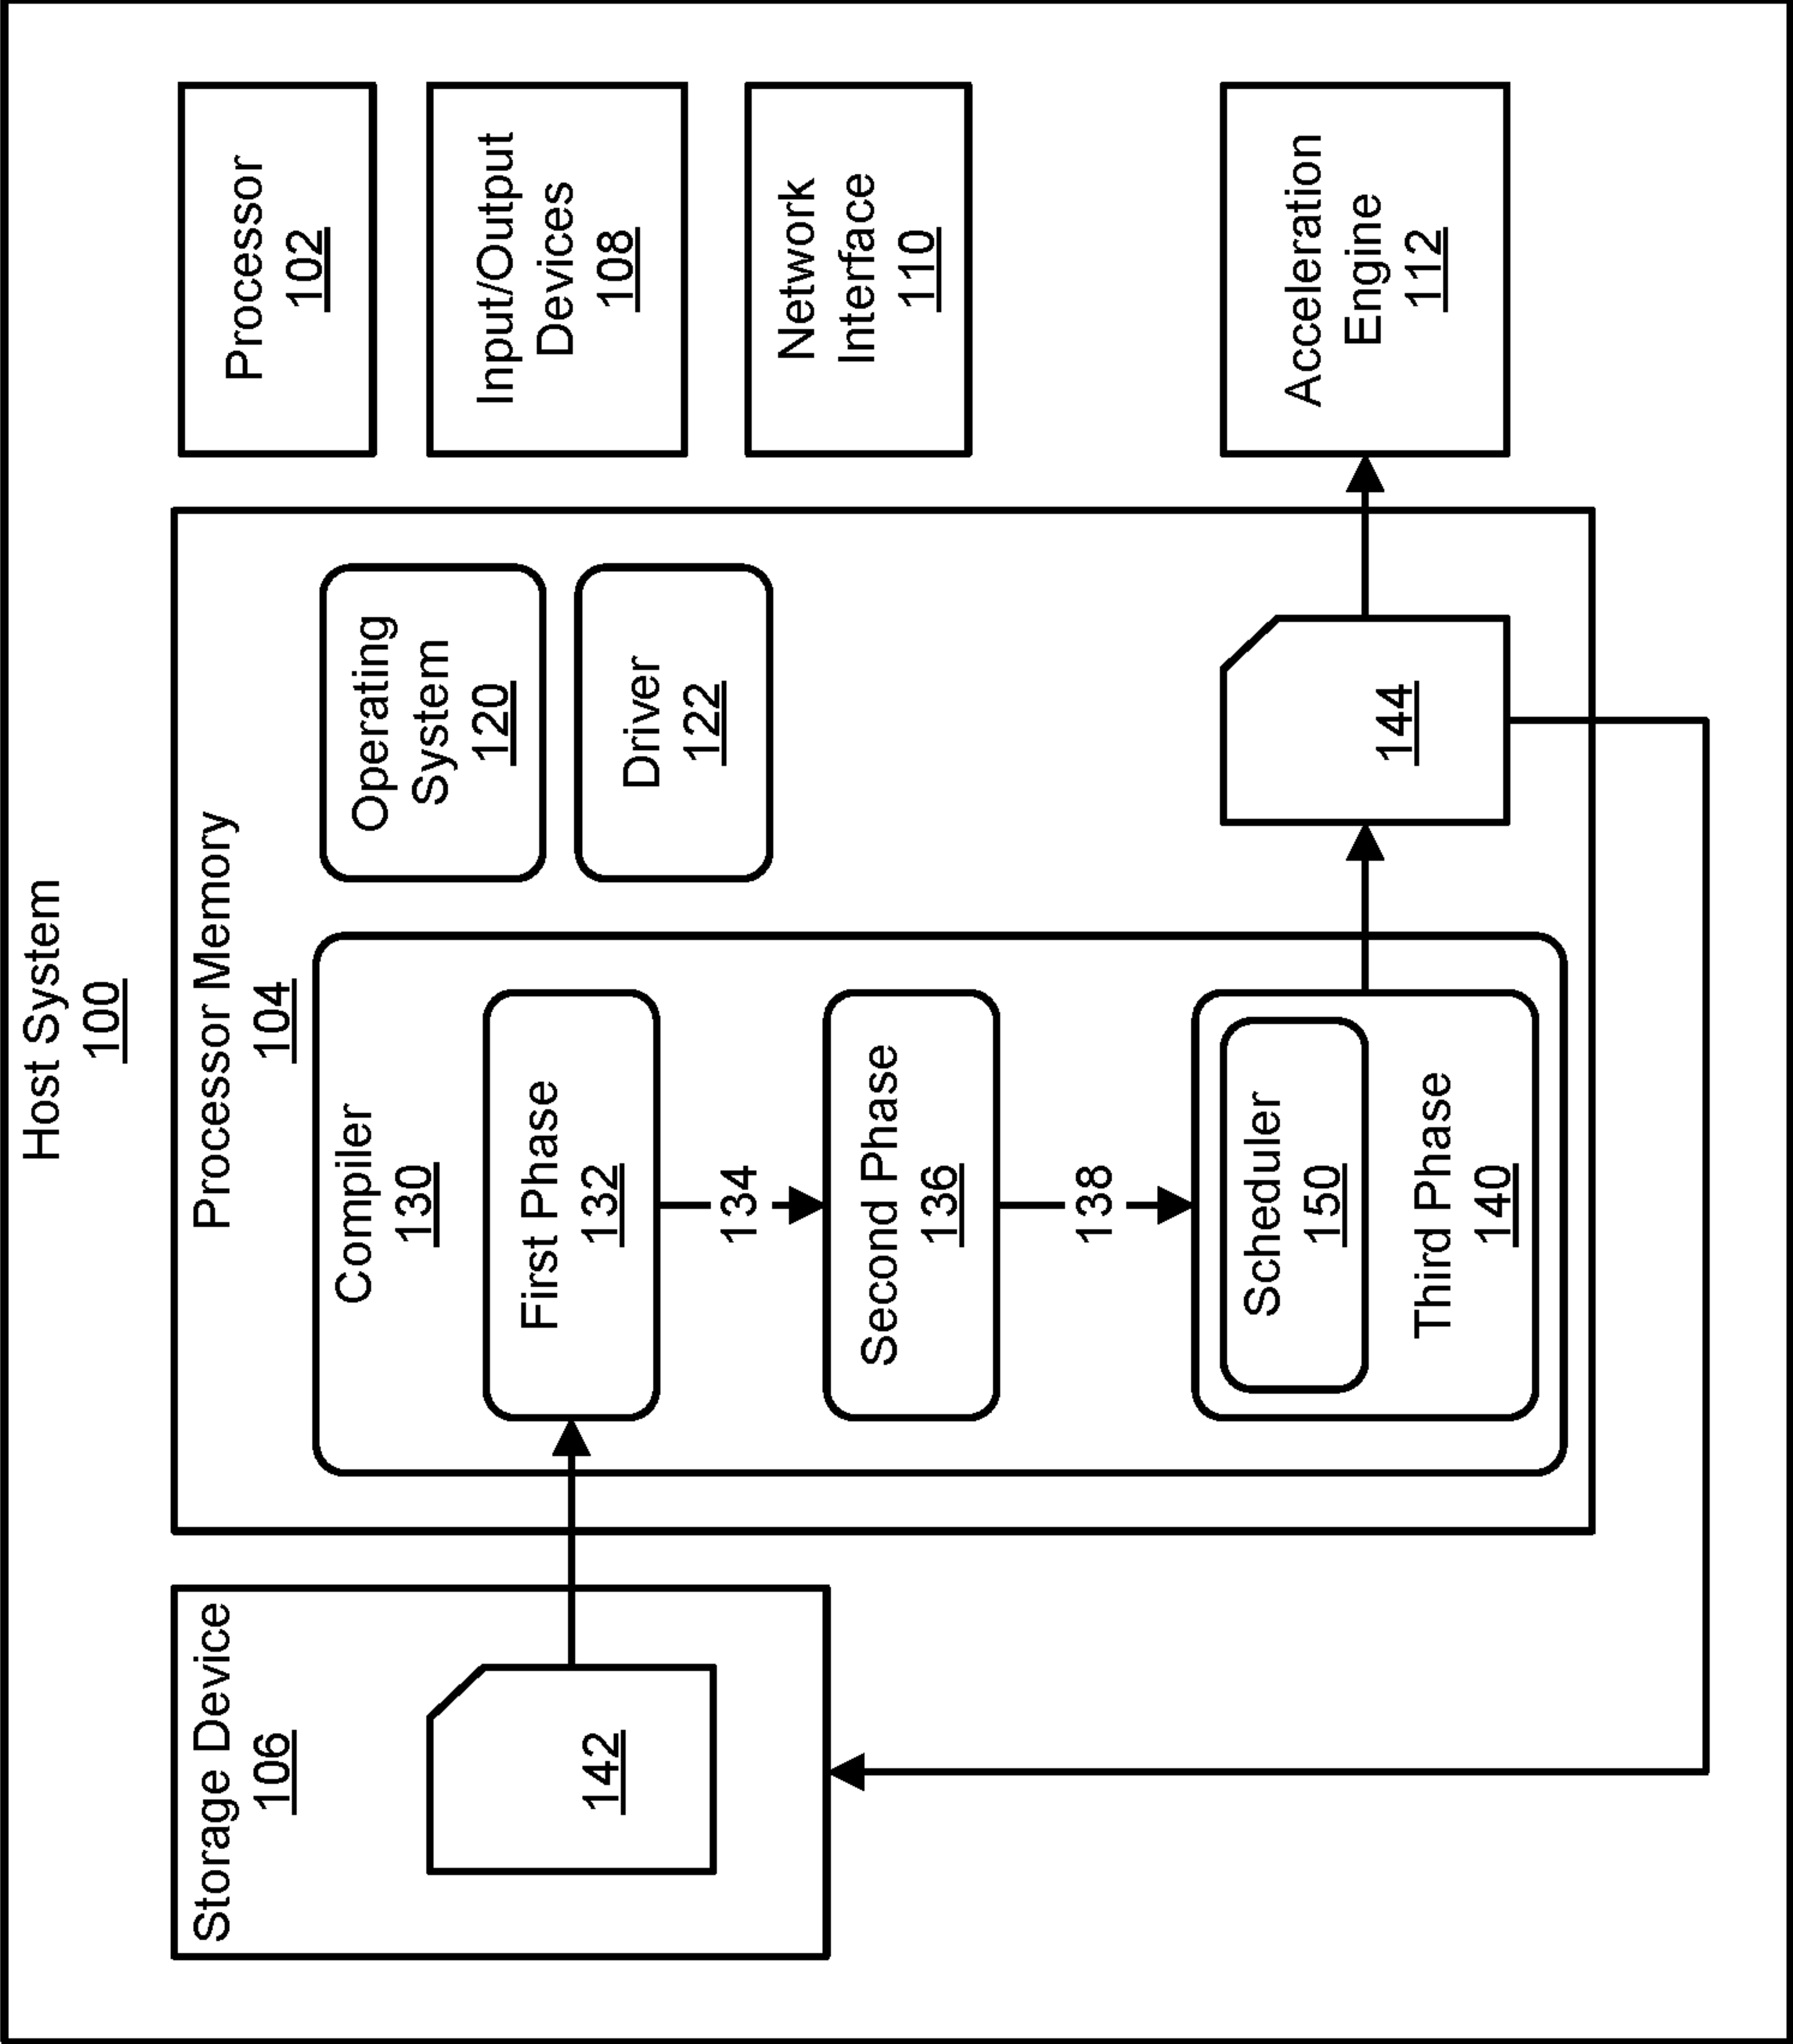 Host System
100
Storage Device
106
142
Processor Memory
104
Compiler
130
First Phase
132
134
Second Phase
136
138
Scheduler
150
Third Phase
140
Operating
System
120
Driver
122
144
Processor
102
Input/Output
Devices
108
Network
Interface
110
Acceleration
Engine
112